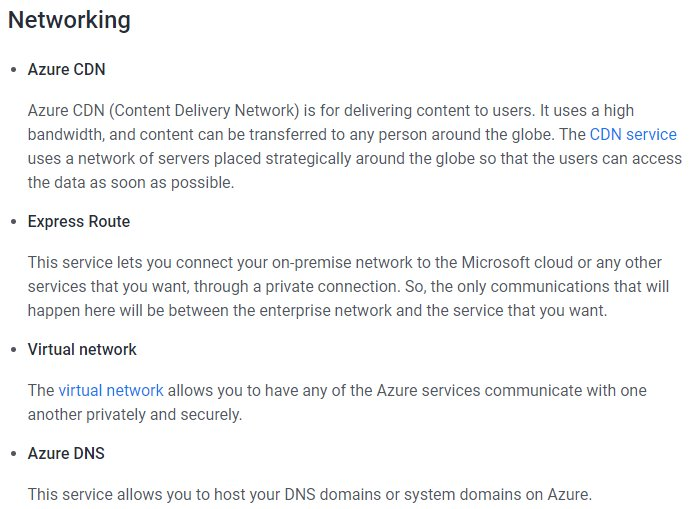 Networking
Azure CDN
Azure CDN (Content Delivery Network) is for delivering content to users. It uses a high
bandwidth, and content can be transferred to any person around the globe. The CDN service
uses a network of servers placed strategically around the globe so that the users can access
the data as soon as possible.
Express Route
This service lets you connect your on-premise network to the Microsoft cloud or any other
services that you want, through a private connection. So, the only communications that will
happen here will be between the enterprise network and the service that you want.
Virtual network
The virtual network allows you to have any of the Azure services communicate with one
another privately and securely.
Azure DNS
This service allows you to host your DNS domains or system domains on Azure.